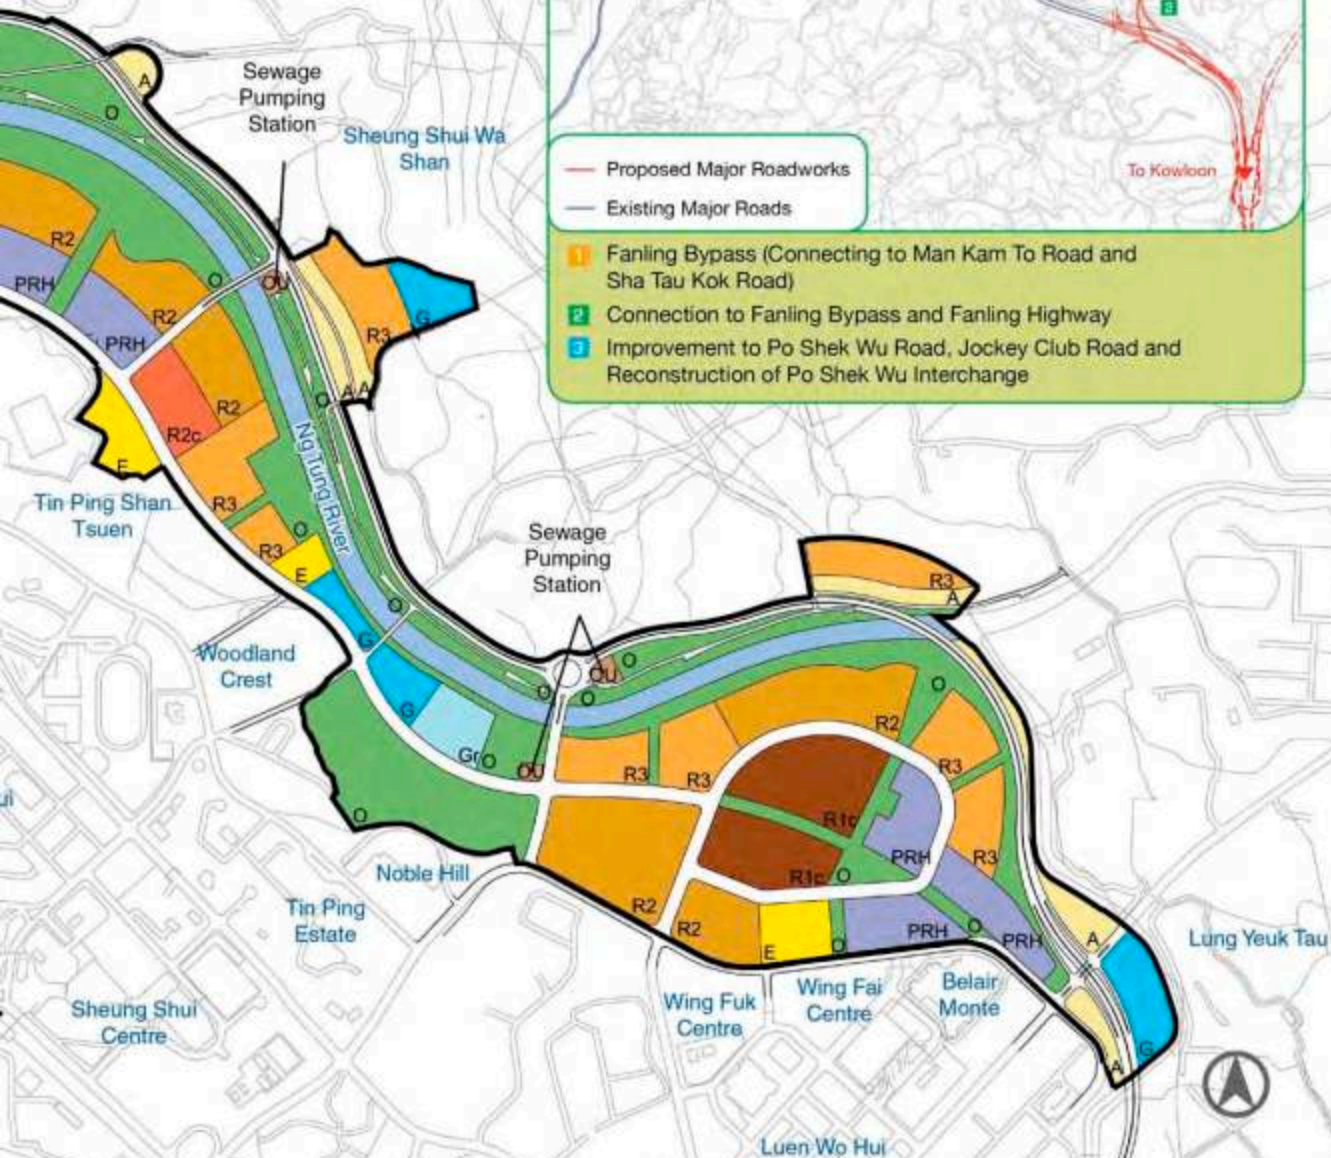 3
To Kowloon
Proposed Major Roadworks
Existing Major Roads
1 Fanling Bypass (Connecting to Man Kam To Road and
Sha Tau Kok Road)
2 Connection to Fanling Bypass and Fanling Highway
3 Improvement to Po Shek Wu Road, Jockey Club Road and
Reconstruction of Po Shek Wu Interchange
A
Sewage
Pumping
Station
O
Sheung Shui Wa
Shan
R2
PRH
O
OU
R2
PRH
G
R3
A A
O
R2
R2c
E
Ng Tung River
Tin Ping Shan
Tsuen
R3
O
R3
E
Sewage
Pumping
Station
R3
A
O
G
Woodland
Crest
OU
O
O
O
O
G
R2
Gr O
OU
R3
R3
R3
O
R1c
Noble Hill
PRH
R3
R1c O
Tin Ping
Estate
R2
R2
E
O
PRH
O
PRH
A
Lung Yeuk Tau
Sheung Shui
Centre
Wing Fuk
Centre
Wing Fai
Centre
Belair
Monte
G
A
Luen Wo Hui